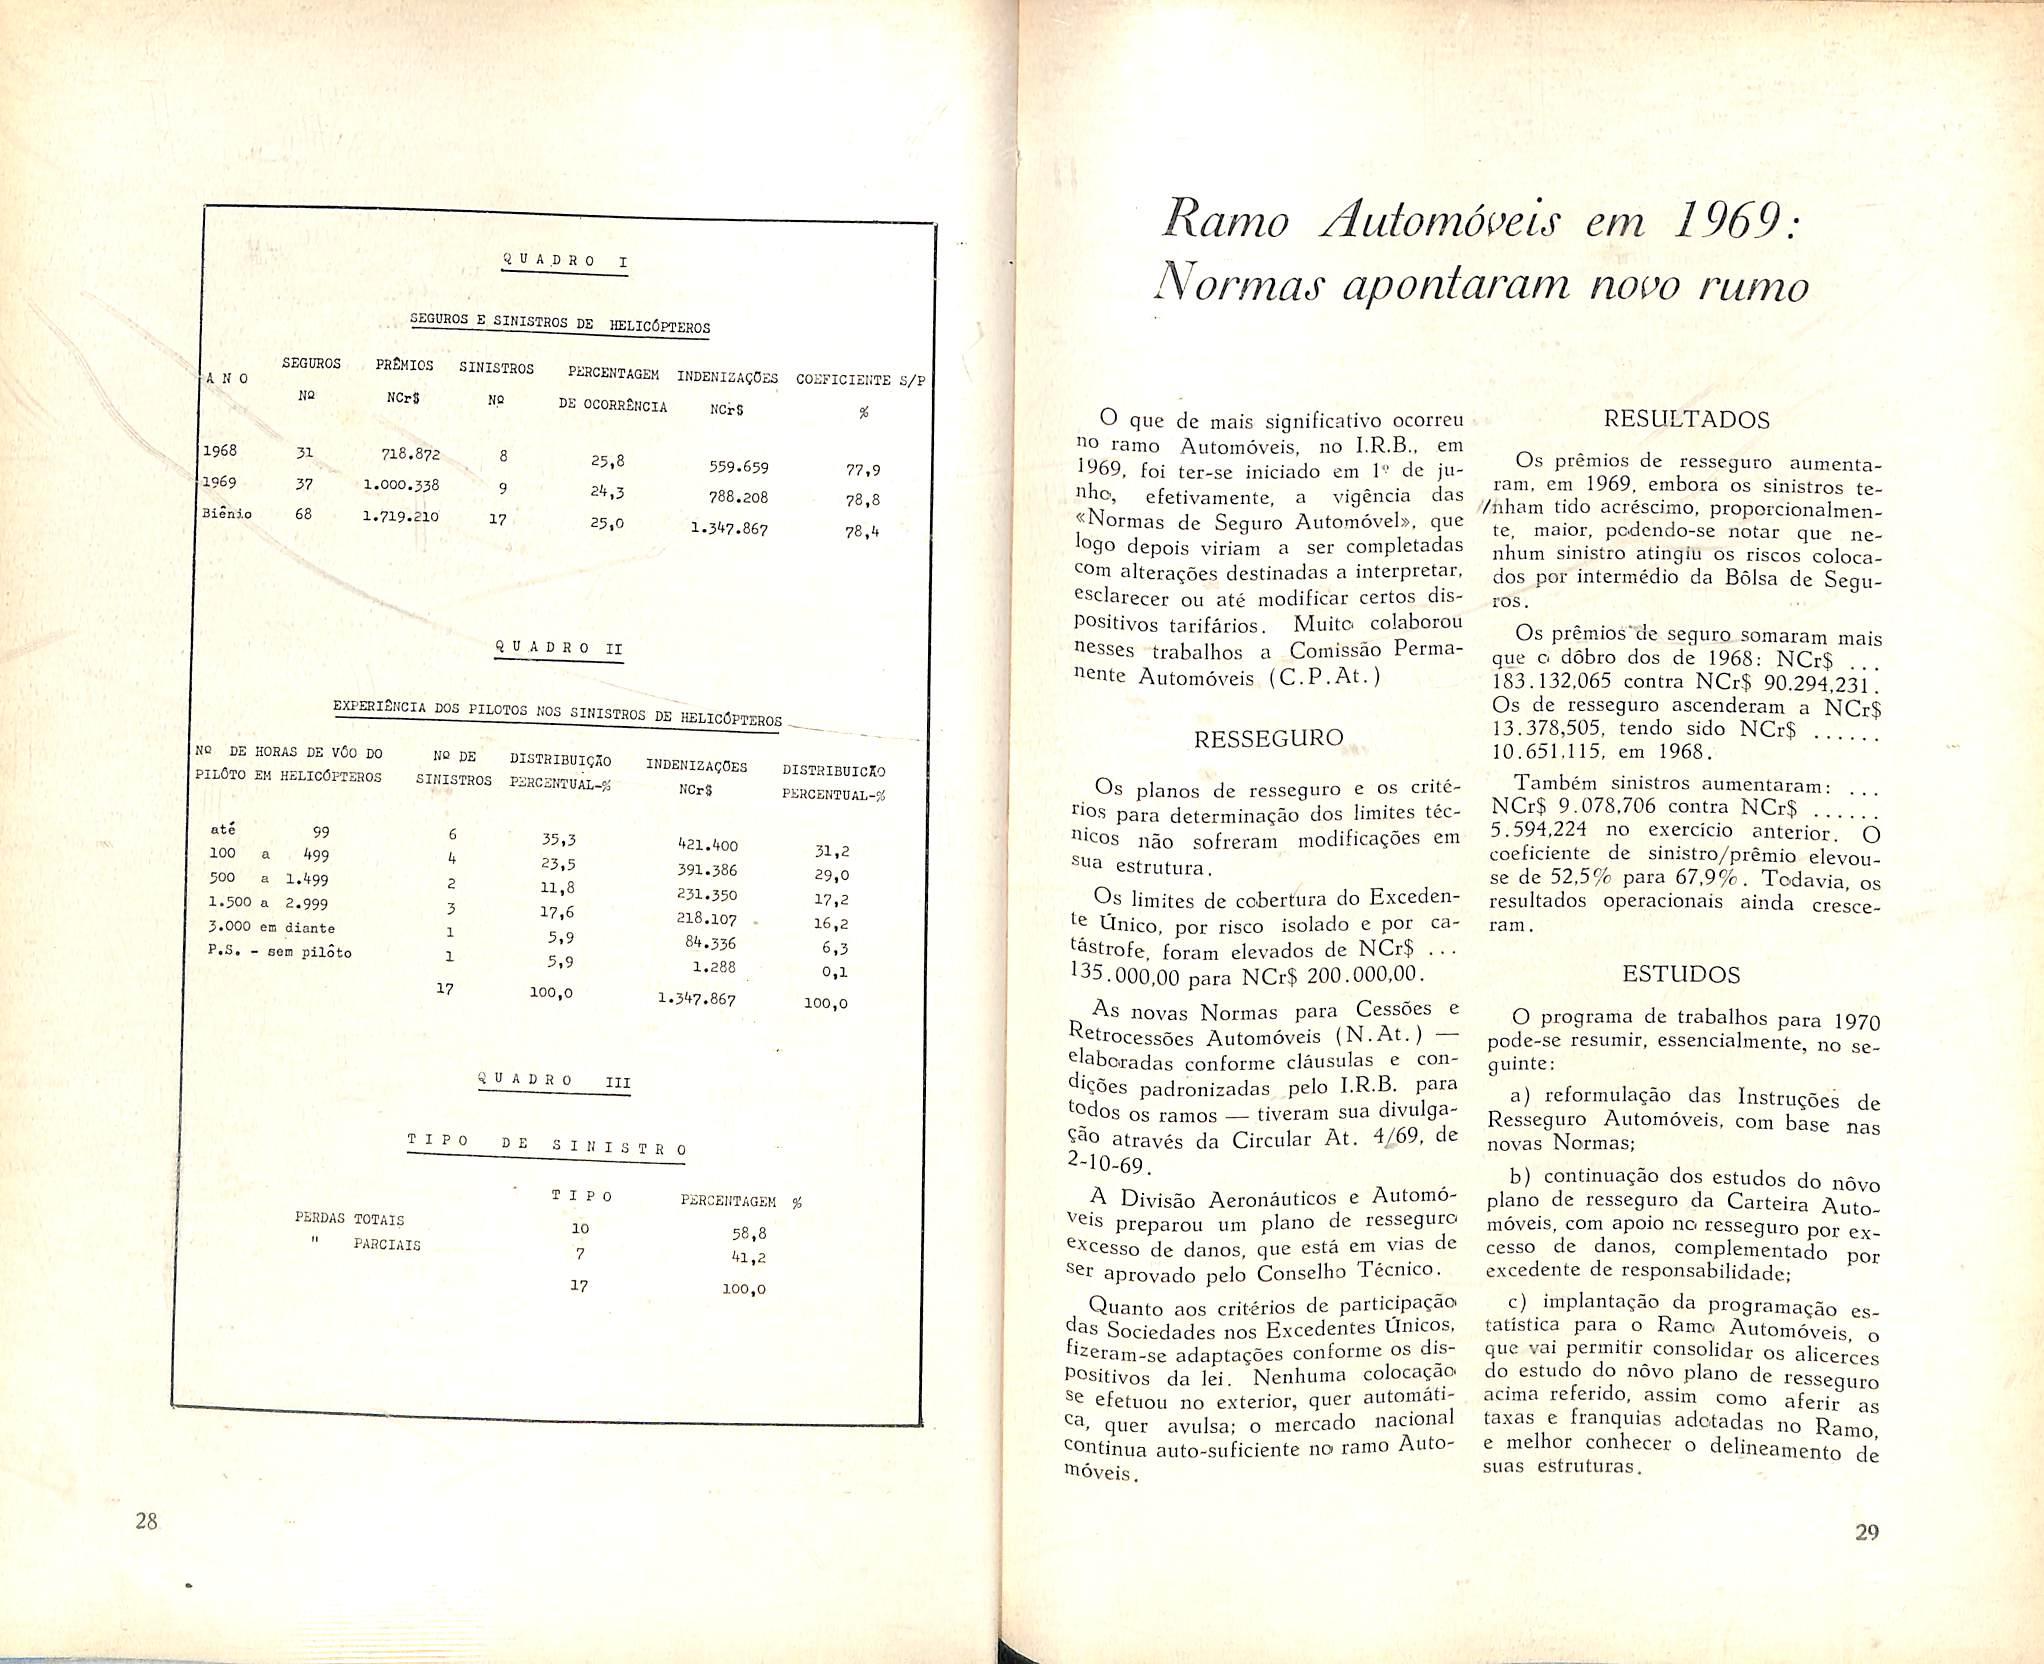 QUADRO I
SEGUROS E SINISTROS DE HELICÓPTEROS
ANO SEGUROS PRÊMIOS SINISTROS PERCENTAGEM INDENIZAÇÕES COEFICIENTE S/P
Nº NCr$ Nº DE OCORRÊNCIA NCr$ %
1968 31 718.872 8 25,8 559.659 77,9
1969 37 1.000.338 9 24,3 788.208 78,8
Biênio 68 1.719.210 17 25,0 1.347.867 78,4
QUADRO II
EXPERIÊNCIA DOS PILOTOS NOS SINISTROS DE HELICÓPTEROS
Nº DE HORAS DE VÔO DO Nº DE DISTRIBUIÇÃO INDENIZAÇÕES DISTRIBUICÃO
PILÔTO EM HELICÓPTEROS SINISTROS PERCENTUAL-% NCr$ PERCENTUAL-%
até 99 6 35,3 421.400 31,2
100 a 499 4 23,5 391.386 29,0
500 a 1.499 2 11,8 231.350 17,2
1.500 a 2.999 3 17,6 218.107 16,2
3.000 em diante 1 5,9 84.336 6,3
P.S. - sem pilôto 1 5,9 1.288 0,1
17 100,0 1.347.867 100,0
QUADRO III
TIPO DE SINISTRO
TIPO PERCENTAGEM %
PERDAS TOTAIS 10 58,8
" PARCIAIS 7 41,2
17 100,0
28
Ramo Automóveis em 1969:
Normas apontaram novo rumo
O que de mais significativo ocorreu
no ramo Automóveis, no I.R.B., em
1969, foi ter-se iniciado em 1º de ju-
nho, efetivamente, a vigência das
«Normas de Seguro Automóvel», que
logo depois viriam a ser completadas
com alterações destinadas a interpretar,
esclarecer ou até modificar certos dis-
positivos tarifários. Muito colaborou
nesses trabalhos a Comissão Perma-
nente Automóveis (C.P.At.)
RESSEGURO
Os planos de resseguro e os crité-
rios para determinação dos limites téc-
nicos não sofreram modificações em
sua estrutura.
Os limites de cobertura do Exceden-
te Único, por risco isolado e por ca-
tástrofe, foram elevados de NCr$ ...
135.000,00 para NCr$ 200.000,00.
As novas Normas para Cessões e
Retrocessões Automóveis (N.At.) —
elaboradas conforme cláusulas e con-
dições padronizadas pelo I.R.B. para
todos os ramos — tiveram sua divulga-
ção através da Circular At. 4/69, de
2-10-69.
A Divisão Aeronáuticos e Automó-
veis preparou um plano de resseguro
excesso de danos, que está em vias de
ser aprovado pelo Conselho Técnico.
Quanto aos critérios de participação
das Sociedades nos Excedentes Únicos,
fizeram-se adaptações conforme os dis-
positivos da lei. Nenhuma colocação
se efetuou no exterior, quer automáti-
ca, quer avulsa; o mercado nacional
continua auto-suficiente no ramo Auto-
móveis.
RESULTADOS
Os prêmios de resseguro aumenta-
ram, em 1969, embora os sinistros te-
nham tido acréscimo, proporcionalmen-
te, maior, podendo-se notar que ne-
nhum sinistro atingiu os riscos coloca-
dos por intermédio da Bôlsa de Segu-
ros.
Os prêmios de seguro somaram mais
que o dôbro dos de 1968: NCr$ ...
183.132,065 contra NCr$ 90.294,231.
Os de resseguro ascenderam a NCr$
13.378,505, tendo sido NCr$ ......
10.651.115, em 1968.
Também sinistros aumentaram: ...
NCr$ 9.078,706 contra NCr$ ......
5.594,224 no exercício anterior. O
coeficiente de sinistro/prêmio elevou-
se de 52,5% para 67,9%. Todavia, os
resultados operacionais ainda cresce-
ram.
ESTUDOS
O programa de trabalhos para 1970
pode-se resumir, essencialmente, no se-
guinte:
a) reformulação das Instruções de
Resseguro Automóveis, com base nas
novas Normas;
b) continuação dos estudos do nôvo
plano de resseguro da Carteira Auto-
móveis, com apoio no resseguro por ex-
cesso de danos, complementado por
excedente de responsabilidade;
c) implantação da programação es-
tatística para o Ramo Automóveis, o
que vai permitir consolidar os alicerces
do estudo do nôvo plano de resseguro
acima referido, assim como aferir as
taxas e franquias adotadas no Ramo,
e melhor conhecer o delineamento de
suas estruturas.
29